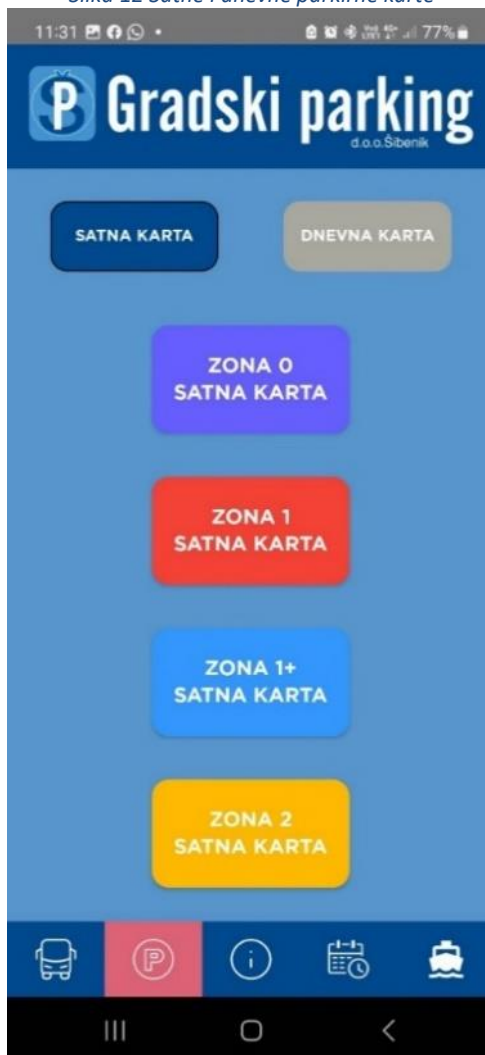 Slika 12 Satne i dnevne parkirne karte
11:31 77%
P Gradski parking
d.o.o.Šibenik
SATNA KARTA DNEVNA KARTA
ZONA 0
SATNA KARTA
ZONA 1
SATNA KARTA
ZONA 1+
SATNA KARTA
ZONA 2
SATNA KARTA
P